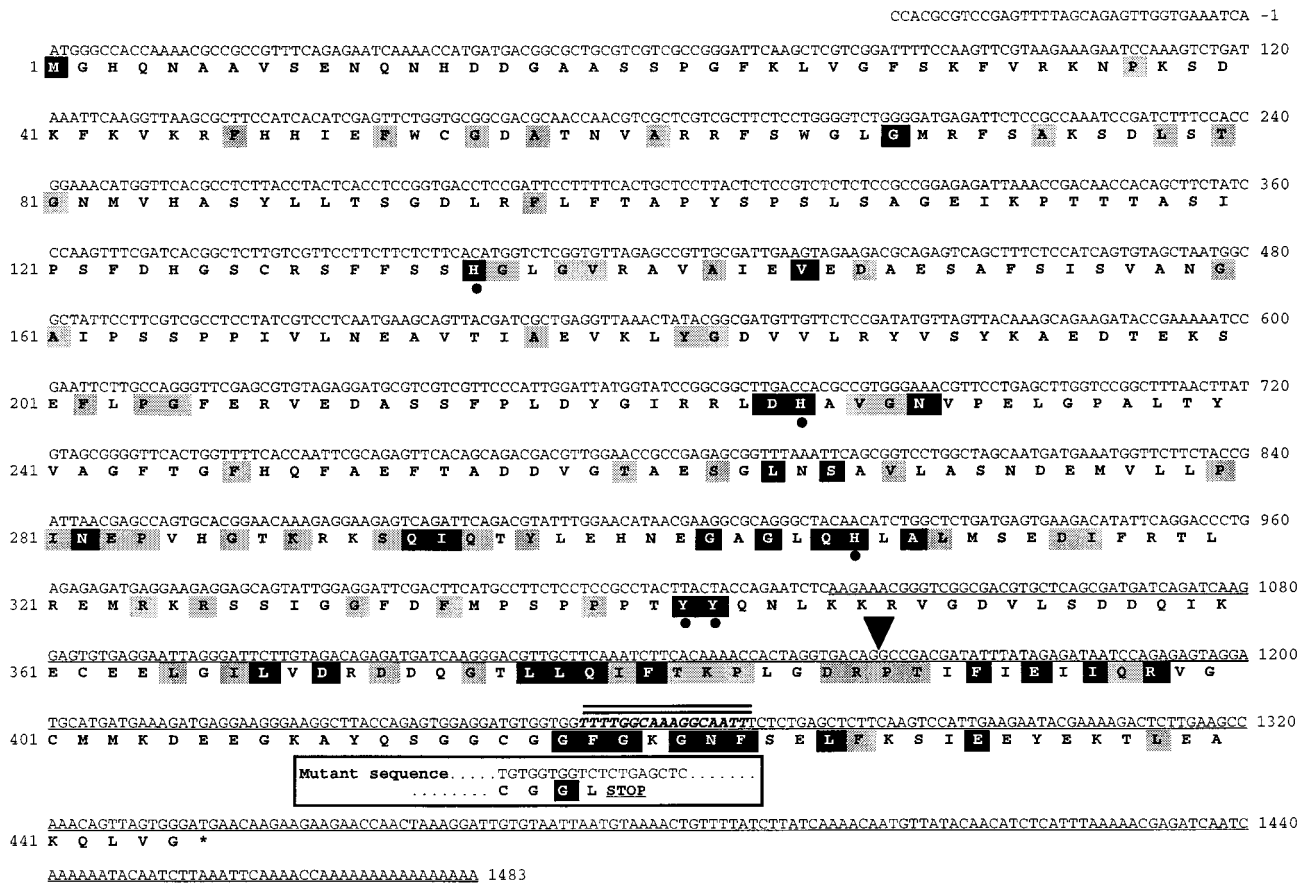 CCACGCGTCCGAGTTTTAGCAGAGTTGGTGAAATCA -1
ATGGGCCACCAAAACGCCGCCGTTTCAGAGAATCAAAACCATGATGACGGCGCTGCGTCGTCGCCGGGATTCAAGCTCGTCGGATTTTCCAAGTTCGTAAGAAAGAATCCAAAGTCTGAT 120
1 M G H Q N A A V S E N Q N H D D G A A S S P G F K L V G F S K F V R K N P K S D
AAATTCAAGGTTAAGCGCTTCCATCACATCGAGTTCTGGTGCGGCGACGCAACCAACGTCGCTCGTCGCTTCTCCTGGGGTCTGGGGATGAGATTCTCCGCCAAATCCGATCTTTCCACC 240
41 K F K V K R F H H I E F W C G D A T N V A R R F S W G L G M R F S A K S D L S T
GGAAACATGGTTCACGCCTCTTACCTACTCACCTCCGGTGACCTCCGATTCCTTTTCACTGCTCCTTACTCTCCGTCTCTCTCCGCCGGAGAGATTAAACCGACAACCACAGCTTCTATC 360
81 G N M V H A S Y L L T S G D L R F L F T A P Y S P S L S A G E I K P T T T A S I
CCAAGTTTCGATCACGGCTCTTGTCGTTCCTTCTTCTCTTCACATGGTCTCGGTGTTAGAGCCGTTGCGATTGAAGTAGAAGACGCAGAGTCAGCTTTCTCCATCAGTGTAGCTAATGGC 480
121 P S F D H G S C R S F F S S H G L G V R A V A I E V E D A E S A F S I S V A N G
GCTATTCCTTCGTCGCCTCCTATCGTCCTCAATGAAGCAGTTACGATCGCTGAGGTTAAACTATACGGCGATGTTGTTCTCCGATATGTTAGTTACAAAGCAGAAGATACCGAAAAATCC 600
161 A I P S S P P I V L N E A V T I A E V K L Y G D V V L R Y V S Y K A E D T E K S
GAATTCTTGCCAGGGTTCGAGCGTGTAGAGGATGCGTCGTCGTTCCCATTGGATTATGGTATCCGGCGGCTTGACCACGCCGTGGGAAACGTTCCTGAGCTTGGTCCGGCTTTAACTTAT 720
201 E F L P G F E R V E D A S S F P L D Y G I R R L D H A V G N V P E L G P A L T Y
GTAGCGGGGTTCACTGGTTTTCACCAATTCGCAGAGTTCACAGCAGACGACGTTGGAACCGCCGAGAGCGGTTTAAATTCAGCGGTCCTGGCTAGCAATGATGAAATGGTTCTTCTACCG 840
241 V A G F T G F H Q F A E F T A D D V G T A E S G L N S A V L A S N D E M V L L P
ATTAACGAGCCAGTGCACGGAACAAAGAGGAAGAGTCAGATTCAGACGTATTTGGAACATAACGAAGGCGCAGGGCTACAACATCTGGCTCTGATGAGTGAAGACATATTCAGGACCCTG 960
281 I N E P V H G T K R K S Q I Q T Y L E H N E G A G L Q H L A L M S E D I F R T L
AGAGAGATGAGGAAGAGGAGCAGTATTGGAGGATTCGACTTCATGCCTTCTCCTCCGCCTACTTACTACCAGAATCTCAAGAAACGGGTCGGCGACGTGCTCAGCGATGATCAGATCAAG 1080
321 R E M R K R S S I G G F D F M P S P P P T Y Y Q N L K K R V G D V L S D D Q I K
GAGTGTGAGGAATTAGGGATTCTTGTAGACAGAGATGATCAAGGGACGTTGCTTCAAATCTTCACAAAACCACTAGGTGACAGGCCGACGATATTTATAGAGATAATCCAGAGAGTAGGA 1200
361 E C E E L G I L V D R D D Q G T L L Q I F T K P L G D R P T I F I E I I Q R V G
TGCATGATGAAAGATGAGGAAGGGAAGGCTTACCAGAGTGGAGGATGTGGTGGTTTTGGCAAAGGCAATTTCTCTGAGCTCTTCAAGTCCATTGAAGAATACGAAAAGACTCTTGAAGCC 1320
401 C M M K D E E G K A Y Q S G G C G G F G K G N F S E L F K S I E E Y E K T L E A
Mutant sequence.....TGTGGTGGTCTCTGAGCTC.......
........ C G G L STOP
AAACAGTTAGTGGGATGAACAAGAAGAAGAACCAACTAAAGGATTGTGTAATTAATGTAAAACTGTTTTATCTTATCAAAACAATGTTATACAACATCTCATTTAAAAACGAGATCAATC 1440
441 K Q L V G *
AAAAAATACAATCTTAAATTCAAAACCAAAAAAAAAAAAAAAA 1483